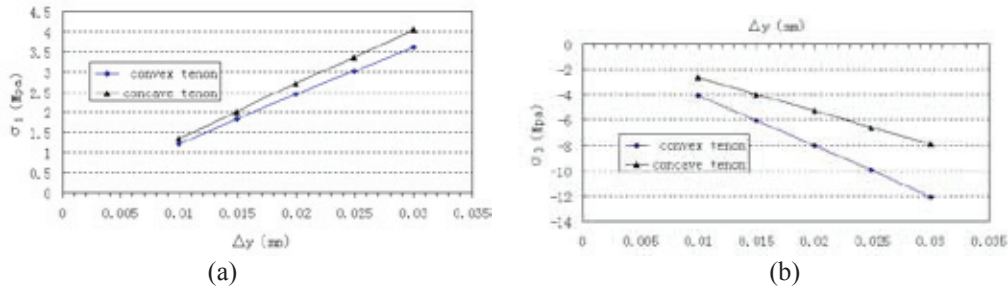 4.5
4
3.5
3
2.5
2
1.5
1
0.5
0
σ1 (Mpa)
convex tenon
concave tenon
0 0.005 0.01 0.015 0.02 0.025 0.03 0.035
Δy (mm)
(a)
Δy (mm)
0
-2
-4
-6
-8
-10
-12
-14
σ3 (Mpa)
convex tenon
concave tenon
0 0.005 0.01 0.015 0.02 0.025 0.03 0.035
(b)